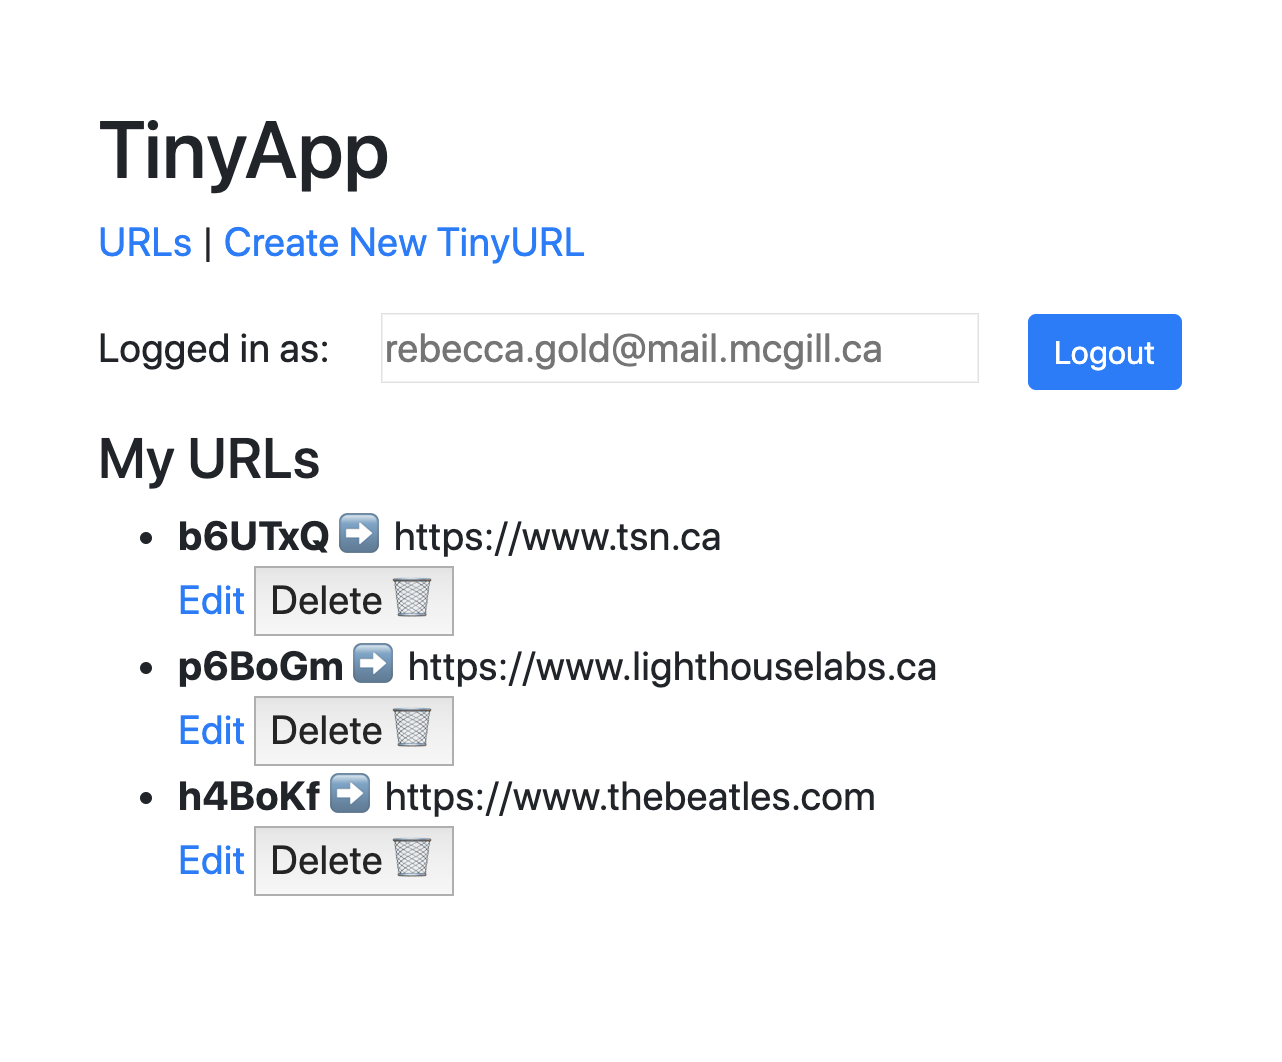 TinyApp
URLs | Create New TinyURL
Logged in as: rebecca.gold@mail.mcgill.ca Logout
My URLs
• b6UTxQ ➡️ https://www.tsn.ca
Edit Delete 🗑️
• p6BoGm ➡️ https://www.lighthouselabs.ca
Edit Delete 🗑️
• h4BoKf ➡️ https://www.thebeatles.com
Edit Delete 🗑️